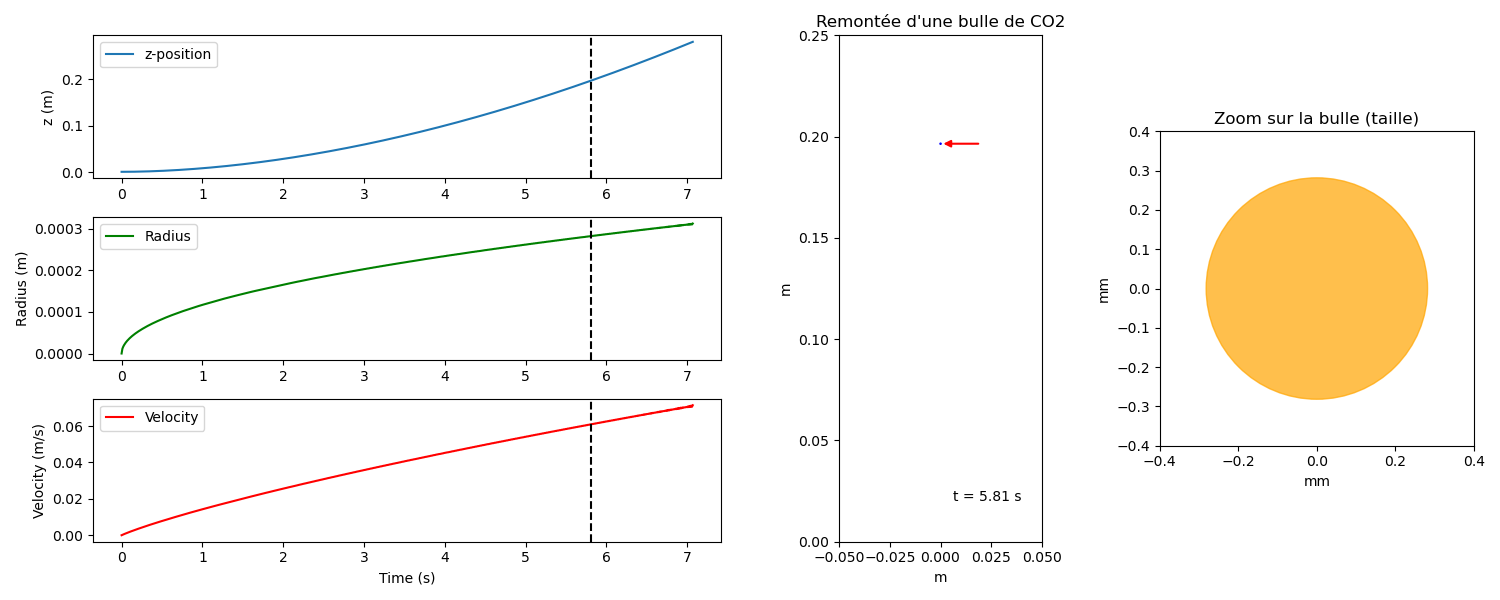 z-position
z (m)
0.2
0.1
0.0
0 1 2 3 4 5 6 7
Radius
Radius (m)
0.0003
0.0002
0.0001
0.0000
0 1 2 3 4 5 6 7
Velocity
Velocity (m/s)
0.06
0.04
0.02
0.00
0 1 2 3 4 5 6 7
Time (s)
Remontée d'une bulle de CO2
0.25
0.20
0.15
0.10
0.05
0.00
m
t = 5.81 s
−0.050 −0.025 0.000 0.025 0.050
m
Zoom sur la bulle (taille)
0.4
0.3
0.2
0.1
0.0
−0.1
−0.2
−0.3
−0.4
mm
−0.4 −0.2 0.0 0.2 0.4
mm